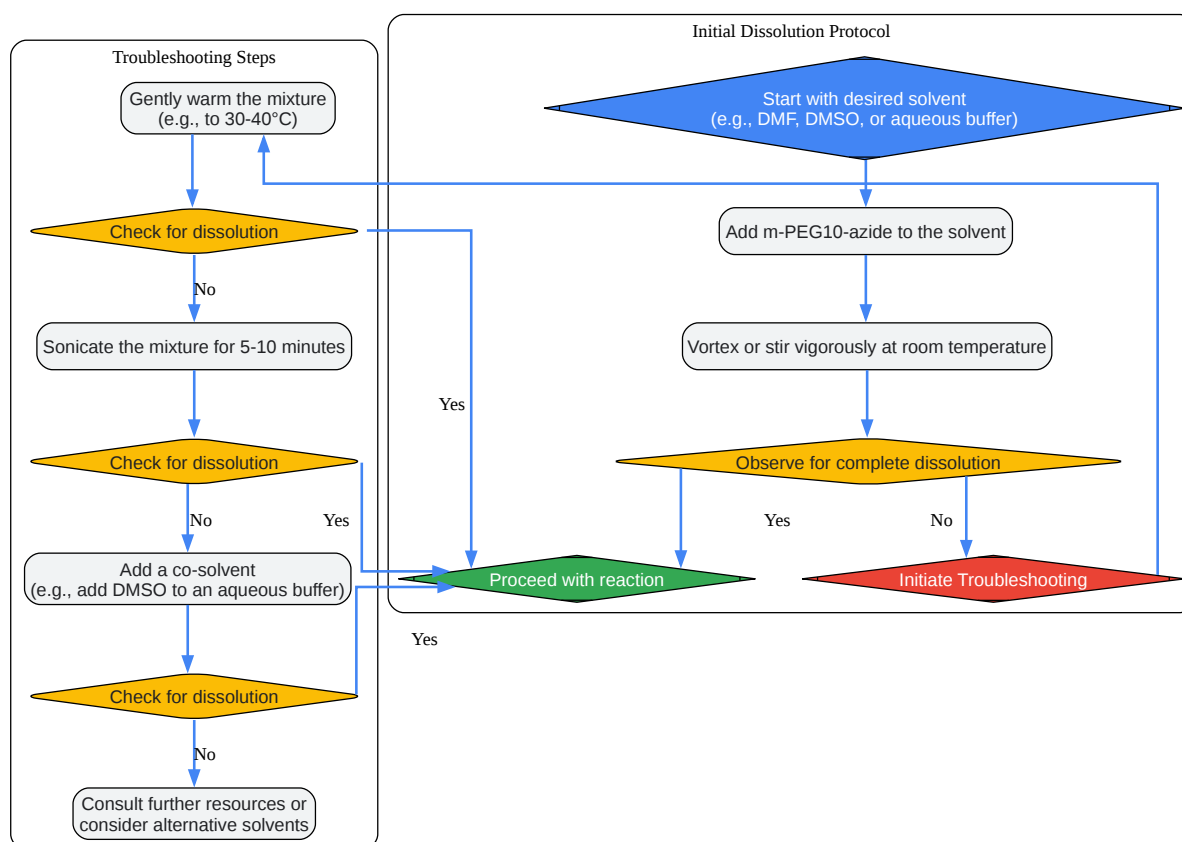 Troubleshooting Steps
Gently warm the mixture
(e.g., to 30-40°C)
Check for dissolution
No
Sonicate the mixture for 5-10 minutes
Check for dissolution
No
Yes
Add a co-solvent
(e.g., add DMSO to an aqueous buffer)
Check for dissolution
No
Consult further resources or
consider alternative solvents
Initial Dissolution Protocol
Start with desired solvent
(e.g., DMF, DMSO, or aqueous buffer)
Add m-PEG10-azide to the solvent
Vortex or stir vigorously at room temperature
Yes
Observe for complete dissolution
Yes
No
Proceed with reaction
Initiate Troubleshooting
Yes